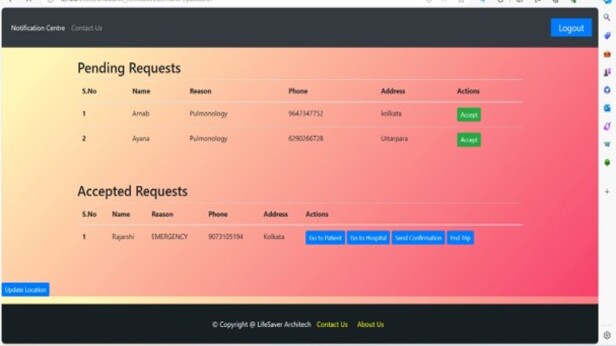 Notification Centre Contact Us Logout
Pending Requests
S.No Name Reason Phone Address Actions
1 Arnab Pulmonology 9647347752 kolkata Accept
2 Ayana Pulmonology 6290266728 Uttarpara Accept
Accepted Requests
S.No Name Reason Phone Address Actions
1 Rajarshi EMERGENCY 9073105194 Kolkata Go to Patient Go to Hospital Send Confirmation End Trip
Update Location
© Copyright @ LifeSaver Architech Contact Us About Us